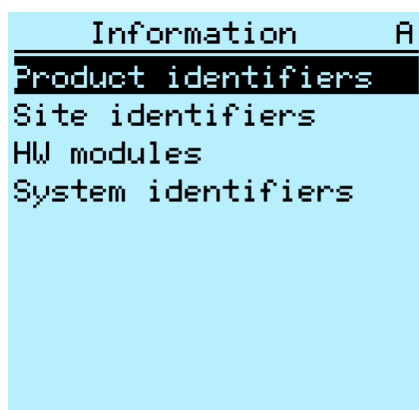 Information A
Product identifiers
Site identifiers
HW modules
System identifiers